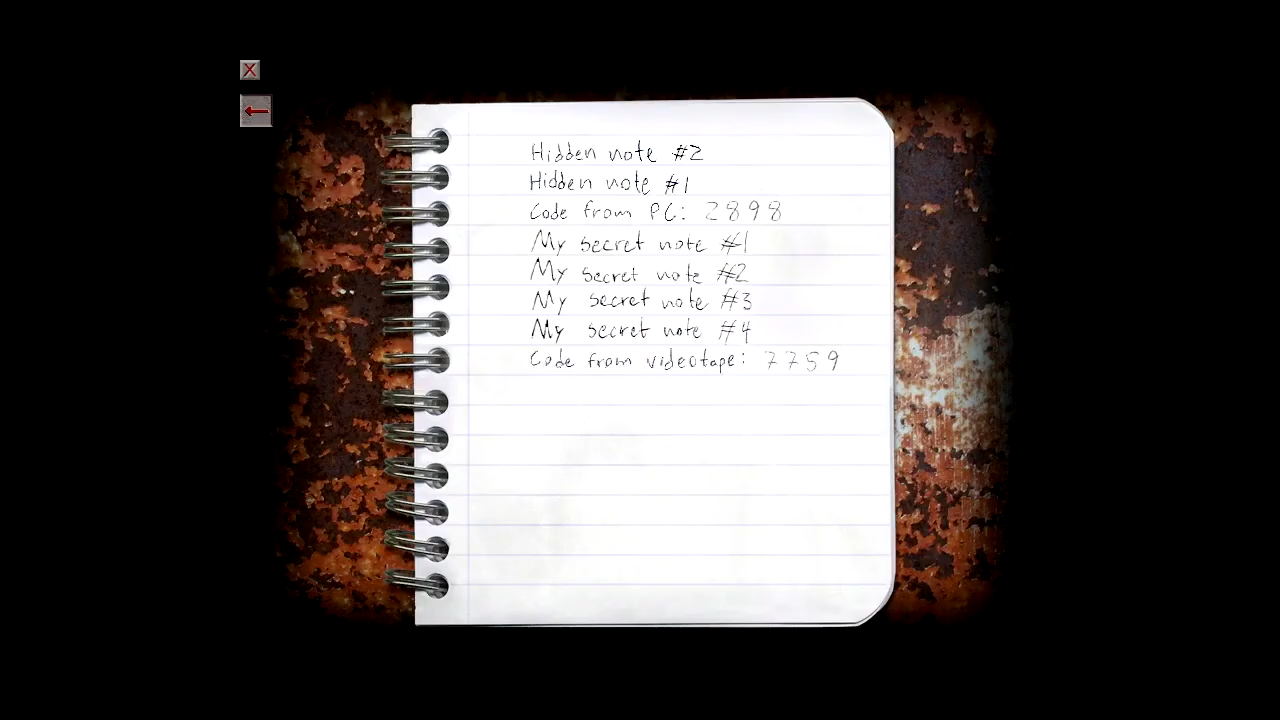 Hidden note #2
Hidden note #1
Code from PC: 2898
My secret note #1
My secret note #2
My secret note #3
My secret note #4
Code from videotape: 7759